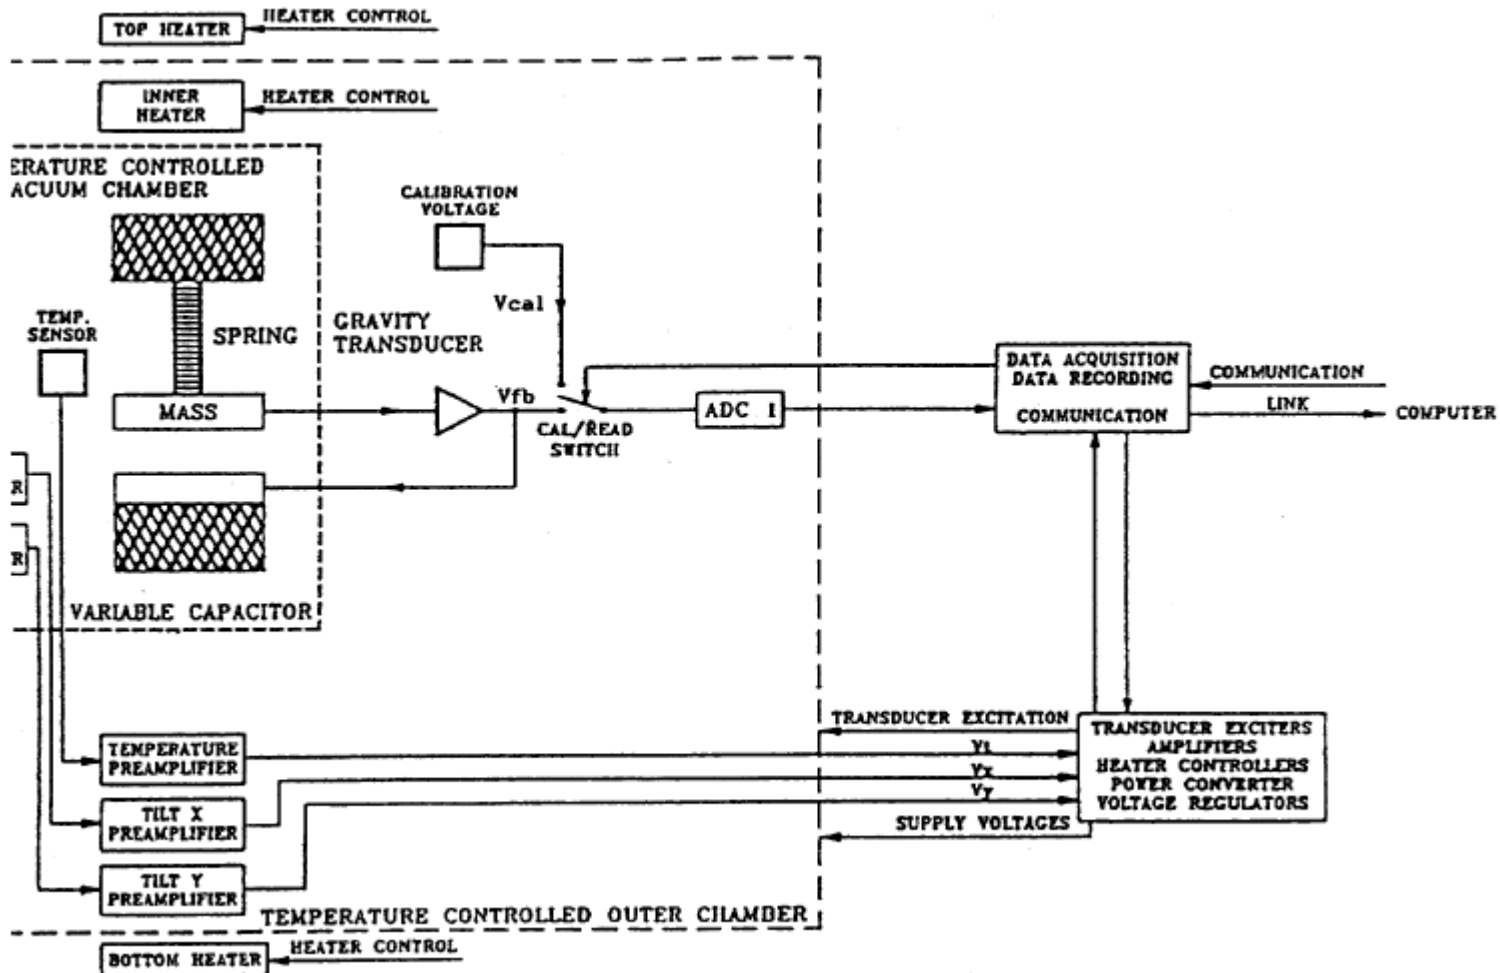 HEATER CONTROL
TOP HEATER
INNER
HEATER
HEATER CONTROL
ERATURE CONTROLLED
ACUUM CHAMBER
CALIBRATION
VOLTAGE
Vcal
TEMP.
SENSOR
SPRING
GRAVITY
TRANSDUCER
MASS
Vfb
CAL/READ
SWITCH
ADC 1
DATA ACQUISITION
DATA RECORDING
COMMUNICATION
COMMUNICATION
LINK
COMPUTER
R
R
VARIABLE CAPACITOR
TRANSDUCER EXCITATION
TRANSDUCER EXCITERS
AMPLIFIERS
HEATER CONTROLLERS
POWER CONVERTER
VOLTAGE REGULATORS
TEMPERATURE
PREAMPLIFIER
Vt
Vx
Vy
TILT X
PREAMPLIFIER
SUPPLY VOLTAGES
TILT Y
PREAMPLIFIER
TEMPERATURE CONTROLLED OUTER CHAMBER
BOTTOM HEATER
HEATER CONTROL